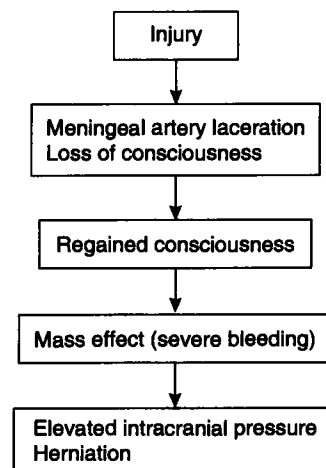 Injury
Meningeal artery laceration
Loss of consciousness
Regained consciousness
Mass effect (severe bleeding)
Elevated intracranial pressure
Herniation